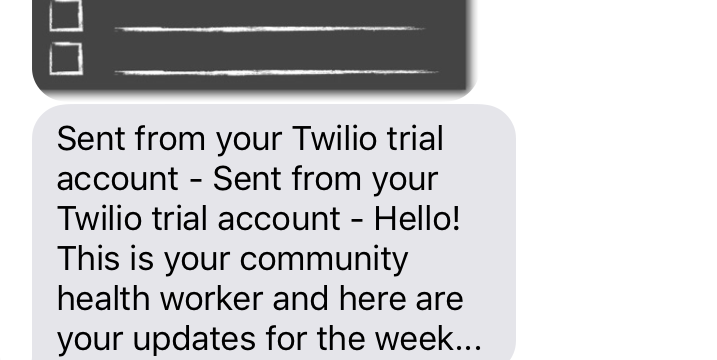 Sent from your Twilio trial
account - Sent from your
Twilio trial account - Hello!
This is your community
health worker and here are
your updates for the week...